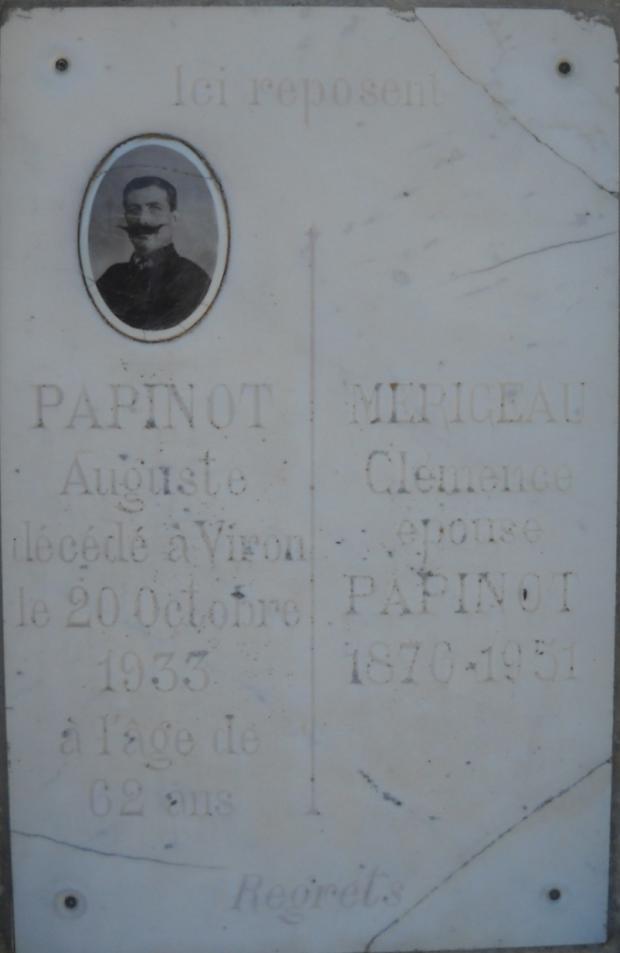 Ici reposent
PAPINOT
Auguste
décédé à Viron
le 20 Octobre
1933
à l'âge de
62 ans
MERICEAU
Clémence
épouse
PAPINOT
1876-1951
Regrets